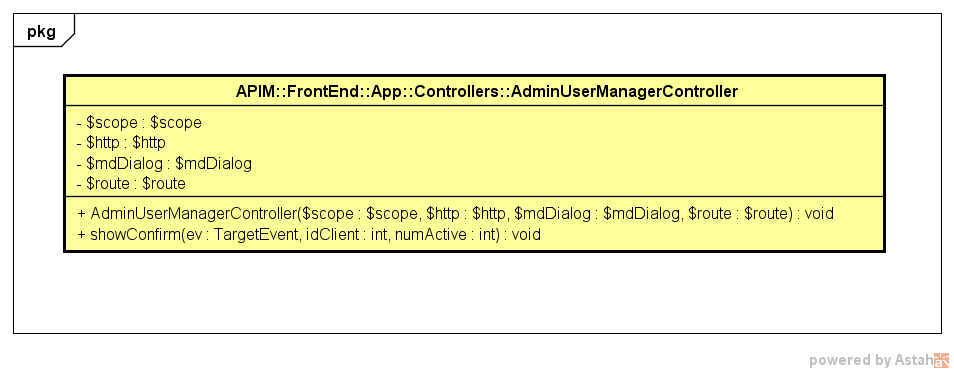 pkg
APIM::FrontEnd::App::Controllers::AdminUserManagerController
- $scope : $scope
- $http : $http
- $mdDialog : $mdDialog
- $route : $route
+ AdminUserManagerController($scope : $scope, $http : $http, $mdDialog : $mdDialog, $route : $route) : void
+ showConfirm(ev : TargetEvent, idClient : int, numActive : int) : void
powered by Astah